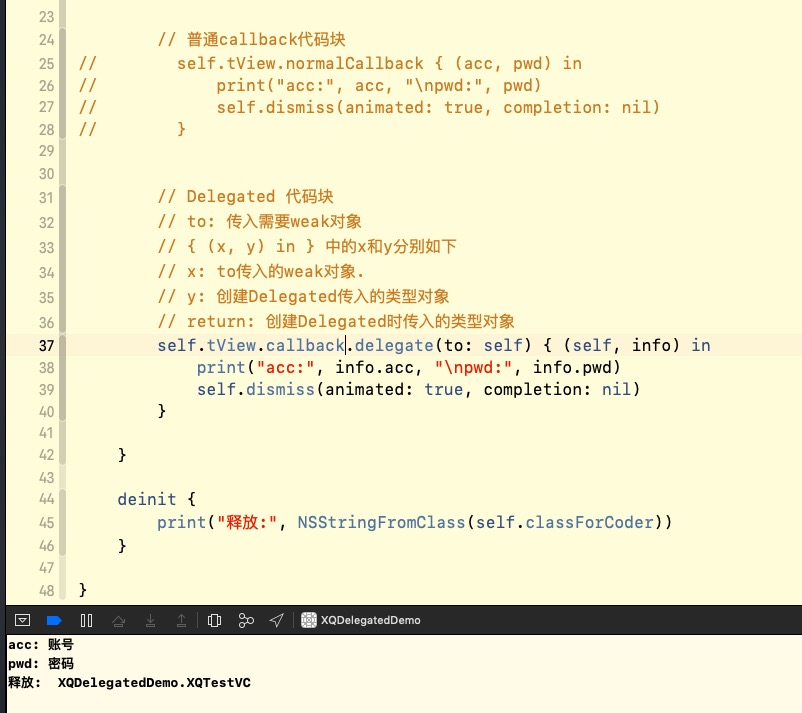 23
24 // 普通callback代码块
25 // self.tView.normalCallback { (acc, pwd) in
26 // print("acc:", acc, "\npwd:", pwd)
27 // self.dismiss(animated: true, completion: nil)
28 // }
29
30
31 // Delegated 代码块
32 // to: 传入需要weak对象
33 // { (x, y) in } 中的x和y分别如下
34 // x: to传入的weak对象.
35 // y: 创建Delegated传入的类型对象
36 // return: 创建Delegated时传入的类型对象
37 self.tView.callback.delegate(to: self) { (self, info) in
38 print("acc:", info.acc, "\npwd:", info.pwd)
39 self.dismiss(animated: true, completion: nil)
40 }
41
42 }
43
44 deinit {
45 print("释放:", NSStringFromClass(self.classForCoder))
46 }
47
48 }
XQDelegatedDemo
acc: 账号
pwd: 密码
释放: XQDelegatedDemo.XQTestVC